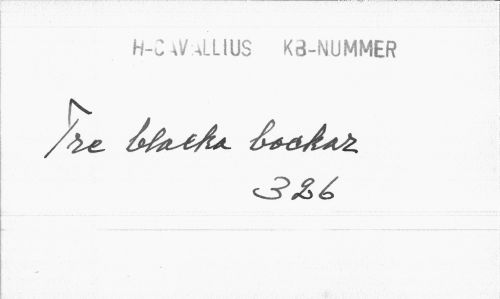 H-CAVALLIUS KB-NUMMER
Tre blacka bockar
326